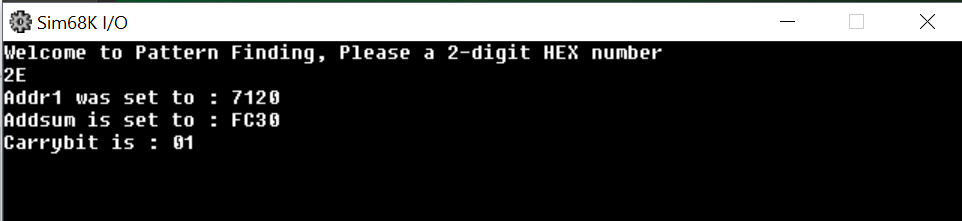 Sim68K I/O
Welcome to Pattern Finding, Please a 2-digit HEX number
2E
Addr1 was set to : 7120
Addsum is set to : FC30
Carrybit is : 01